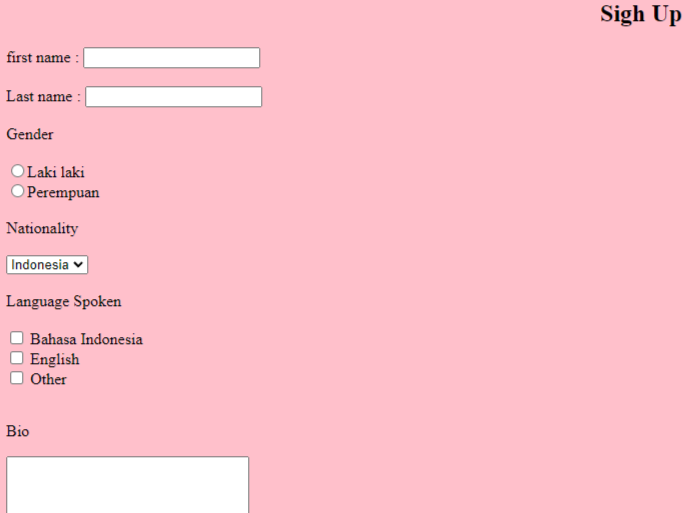 Sigh Up
first name :
Last name :
Gender
Laki laki
Perempuan
Nationality
Indonesia
Language Spoken
Bahasa Indonesia
English
Other
Bio